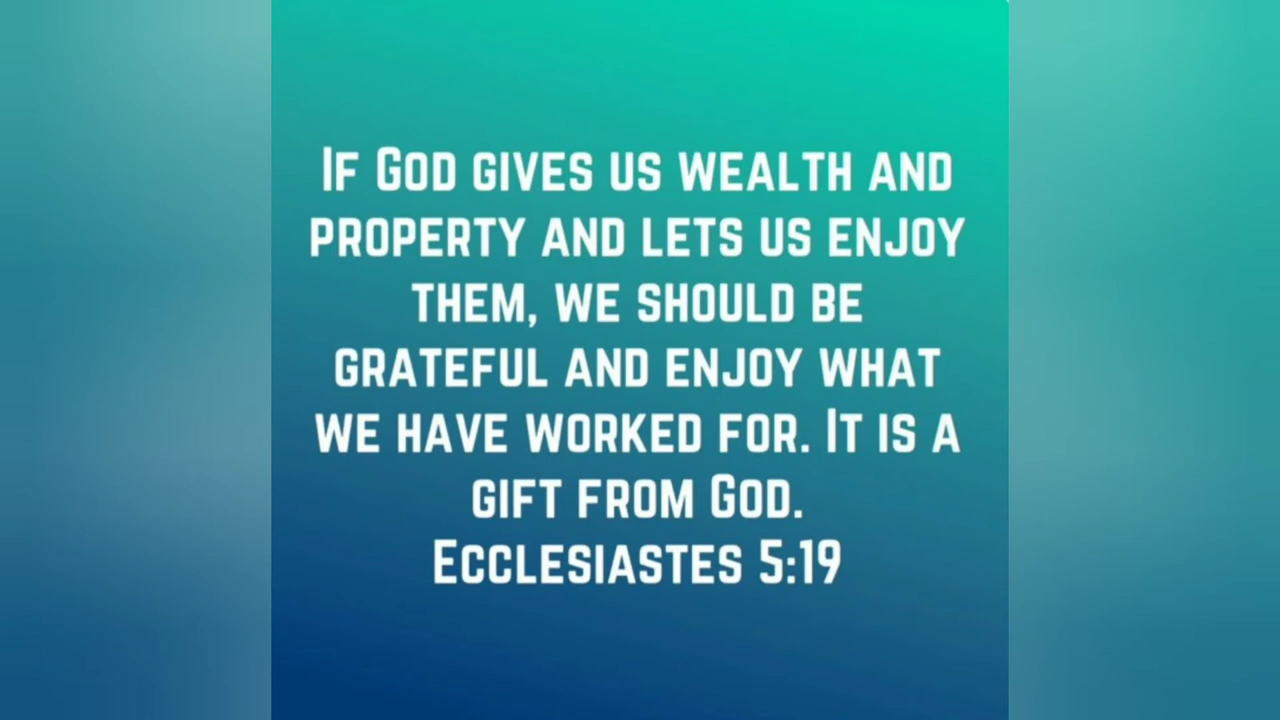 If God gives us wealth and
property and lets us enjoy
them, we should be
grateful and enjoy what
we have worked for. It is a
gift from God.
Ecclesiastes 5:19